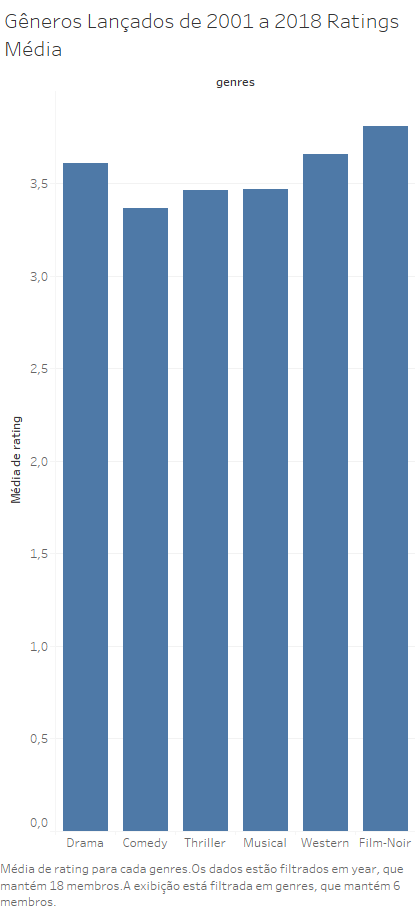 Gêneros Lançados de 2001 a 2018 Ratings
Média
genres
Média de rating
3,5
3,0
2,5
2,0
1,5
1,0
0,5
0,0
Drama Comedy Thriller Musical Western Film-Noir
Média de rating para cada genres.Os dados estão filtrados em year, que
mantém 18 membros.A exibição está filtrada em genres, que mantém 6
membros.